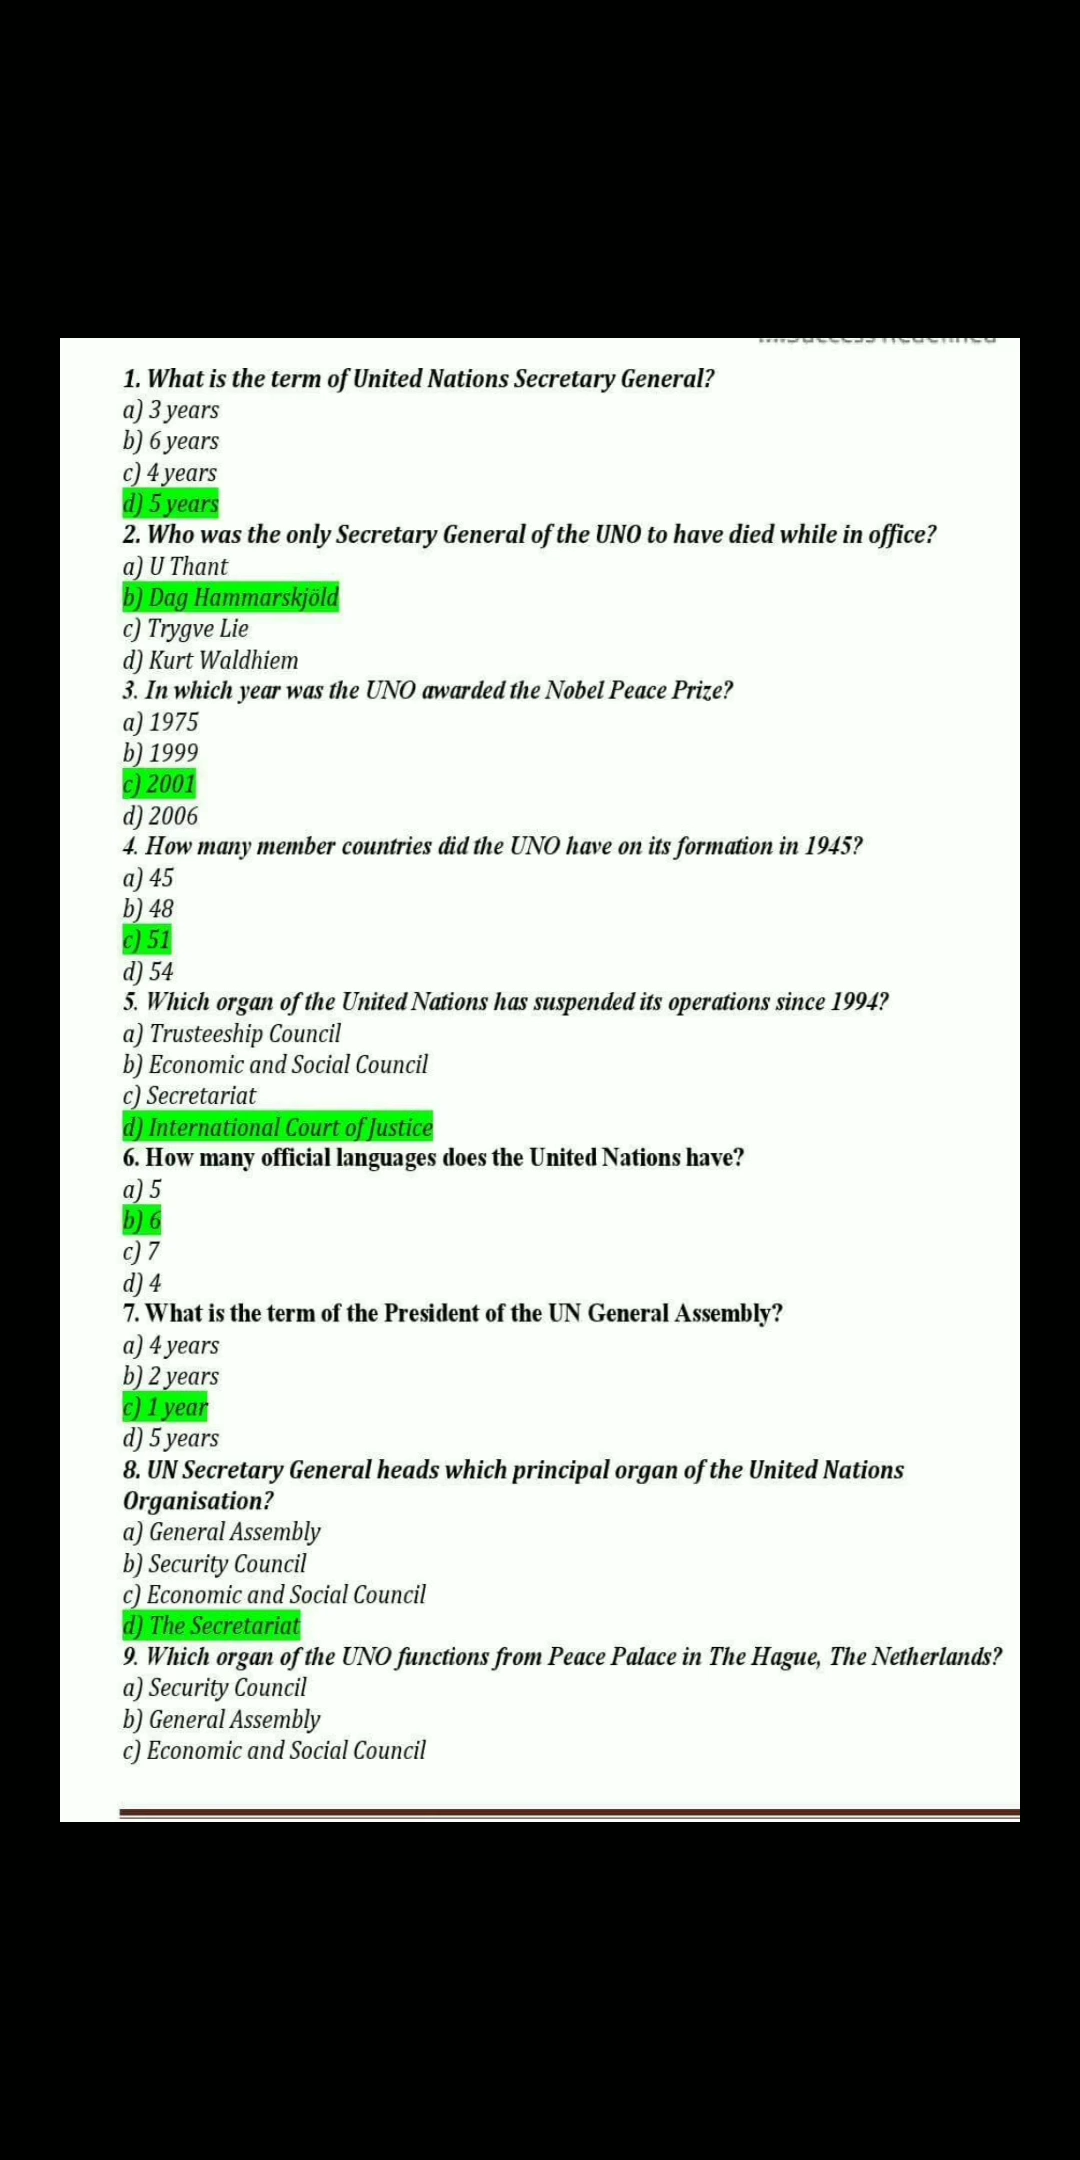 1. What is the term of United Nations Secretary General?
a) 3 years
b) 6 years
c) 4 years
d) 5 years
2. Who was the only Secretary General of the UNO to have died while in office?
a) U Thant
b) Dag Hammarskjöld
c) Trygve Lie
d) Kurt Waldhiem
3. In which year was the UNO awarded the Nobel Peace Prize?
a) 1975
b) 1999
c) 2001
d) 2006
4. How many member countries did the UNO have on its formation in 1945?
a) 45
b) 48
c) 51
d) 54
5. Which organ of the United Nations has suspended its operations since 1994?
a) Trusteeship Council
b) Economic and Social Council
c) Secretariat
d) International Court of Justice
6. How many official languages does the United Nations have?
a) 5
b) 6
c) 7
d) 4
7. What is the term of the President of the UN General Assembly?
a) 4 years
b) 2 years
c) 1 year
d) 5 years
8. UN Secretary General heads which principal organ of the United Nations
Organisation?
a) General Assembly
b) Security Council
c) Economic and Social Council
d) The Secretariat
9. Which organ of the UNO functions from Peace Palace in The Hague, The Netherlands?
a) Security Council
b) General Assembly
c) Economic and Social Council